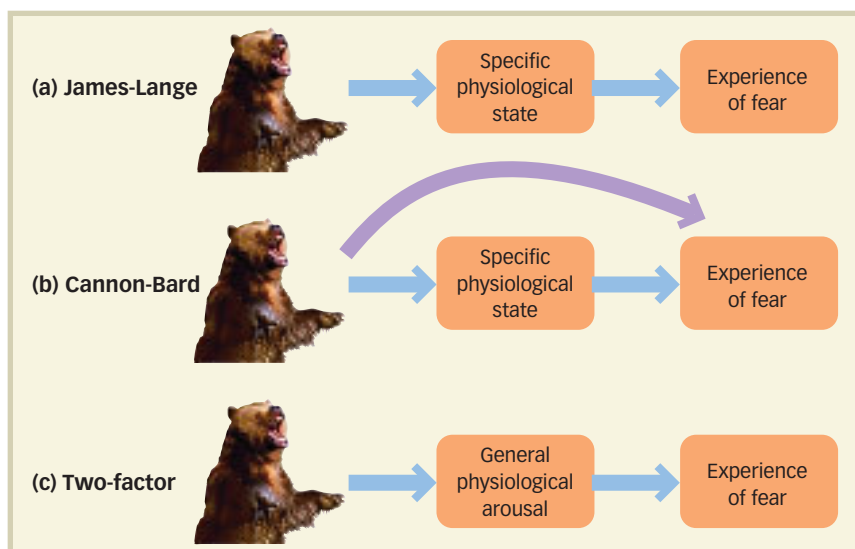 (a) James-Lange
Specific
physiological
state
Experience
of fear
(b) Cannon-Bard
Specific
physiological
state
Experience
of fear
(c) Two-factor
General
physiological
arousal
Experience
of fear